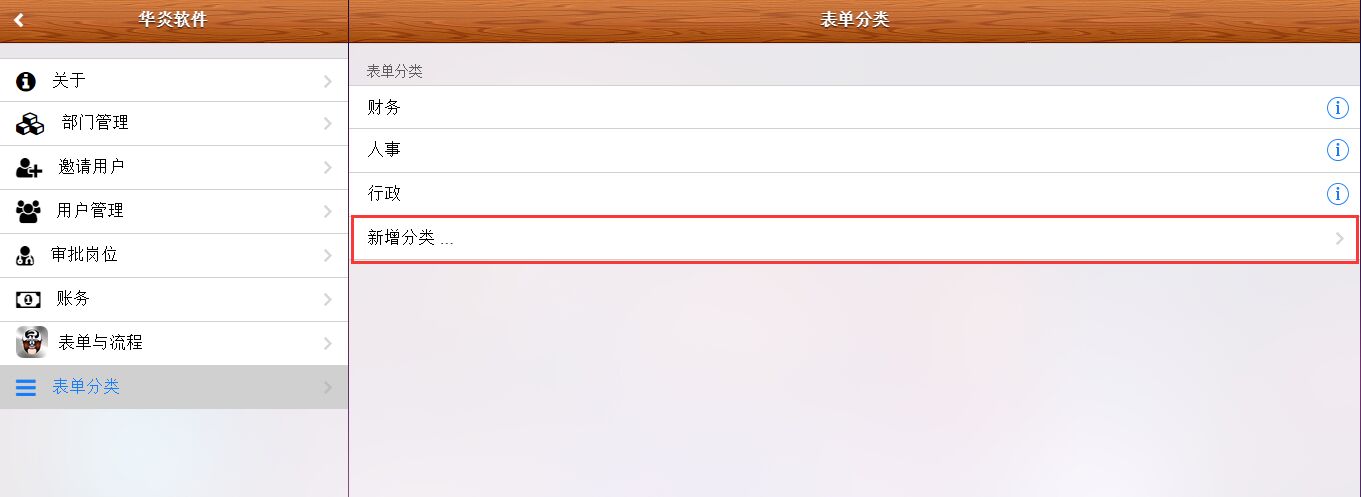 华炎软件
关于
部门管理
邀请用户
用户管理
审批岗位
账务
表单与流程
表单分类
表单分类
表单分类
财务
人事
行政
新增分类 ...